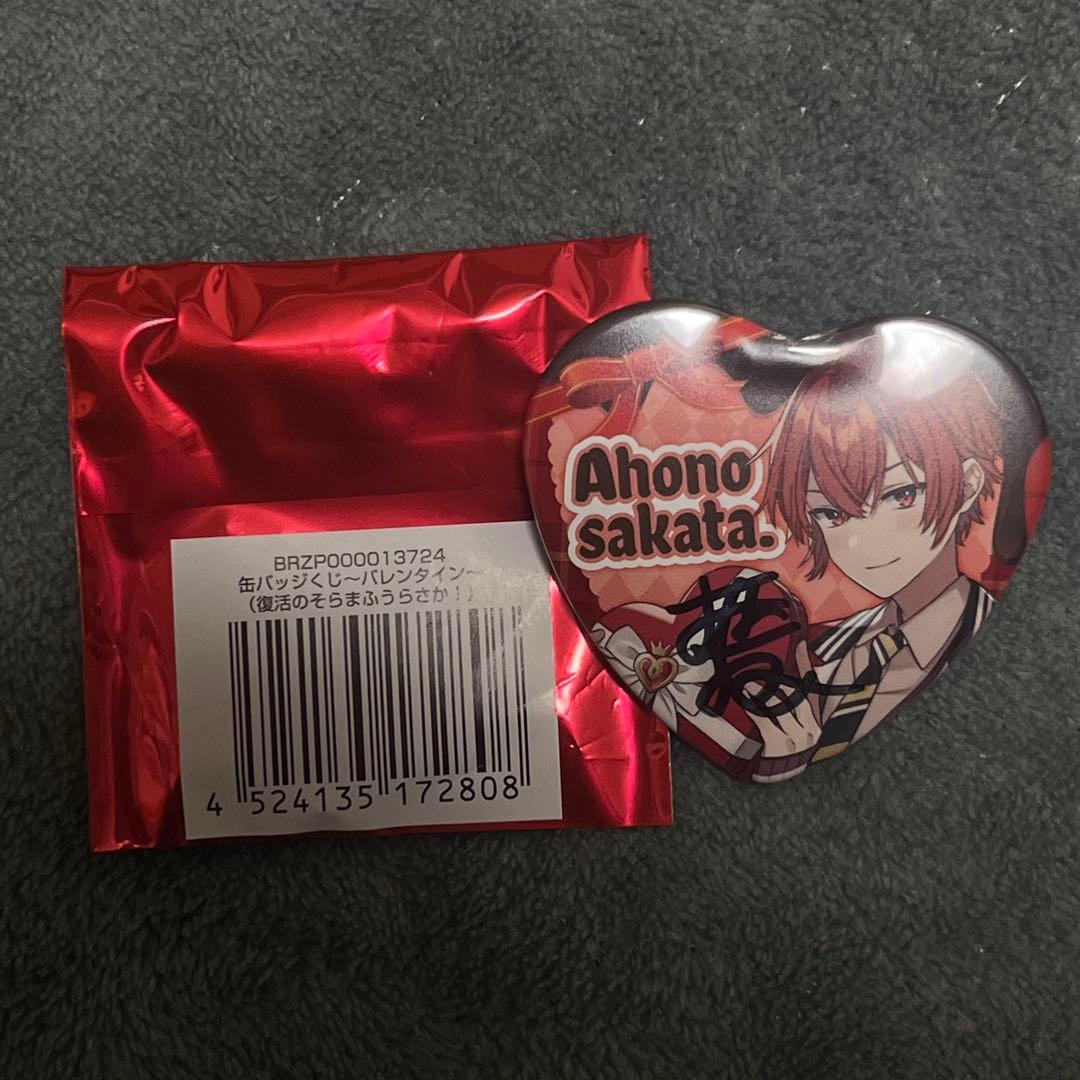 BRZP000013724
缶バッジくじ～バレンタイン～
（復活のそらまふうらさか！）
4 524135 172808
Ahono
sakata.